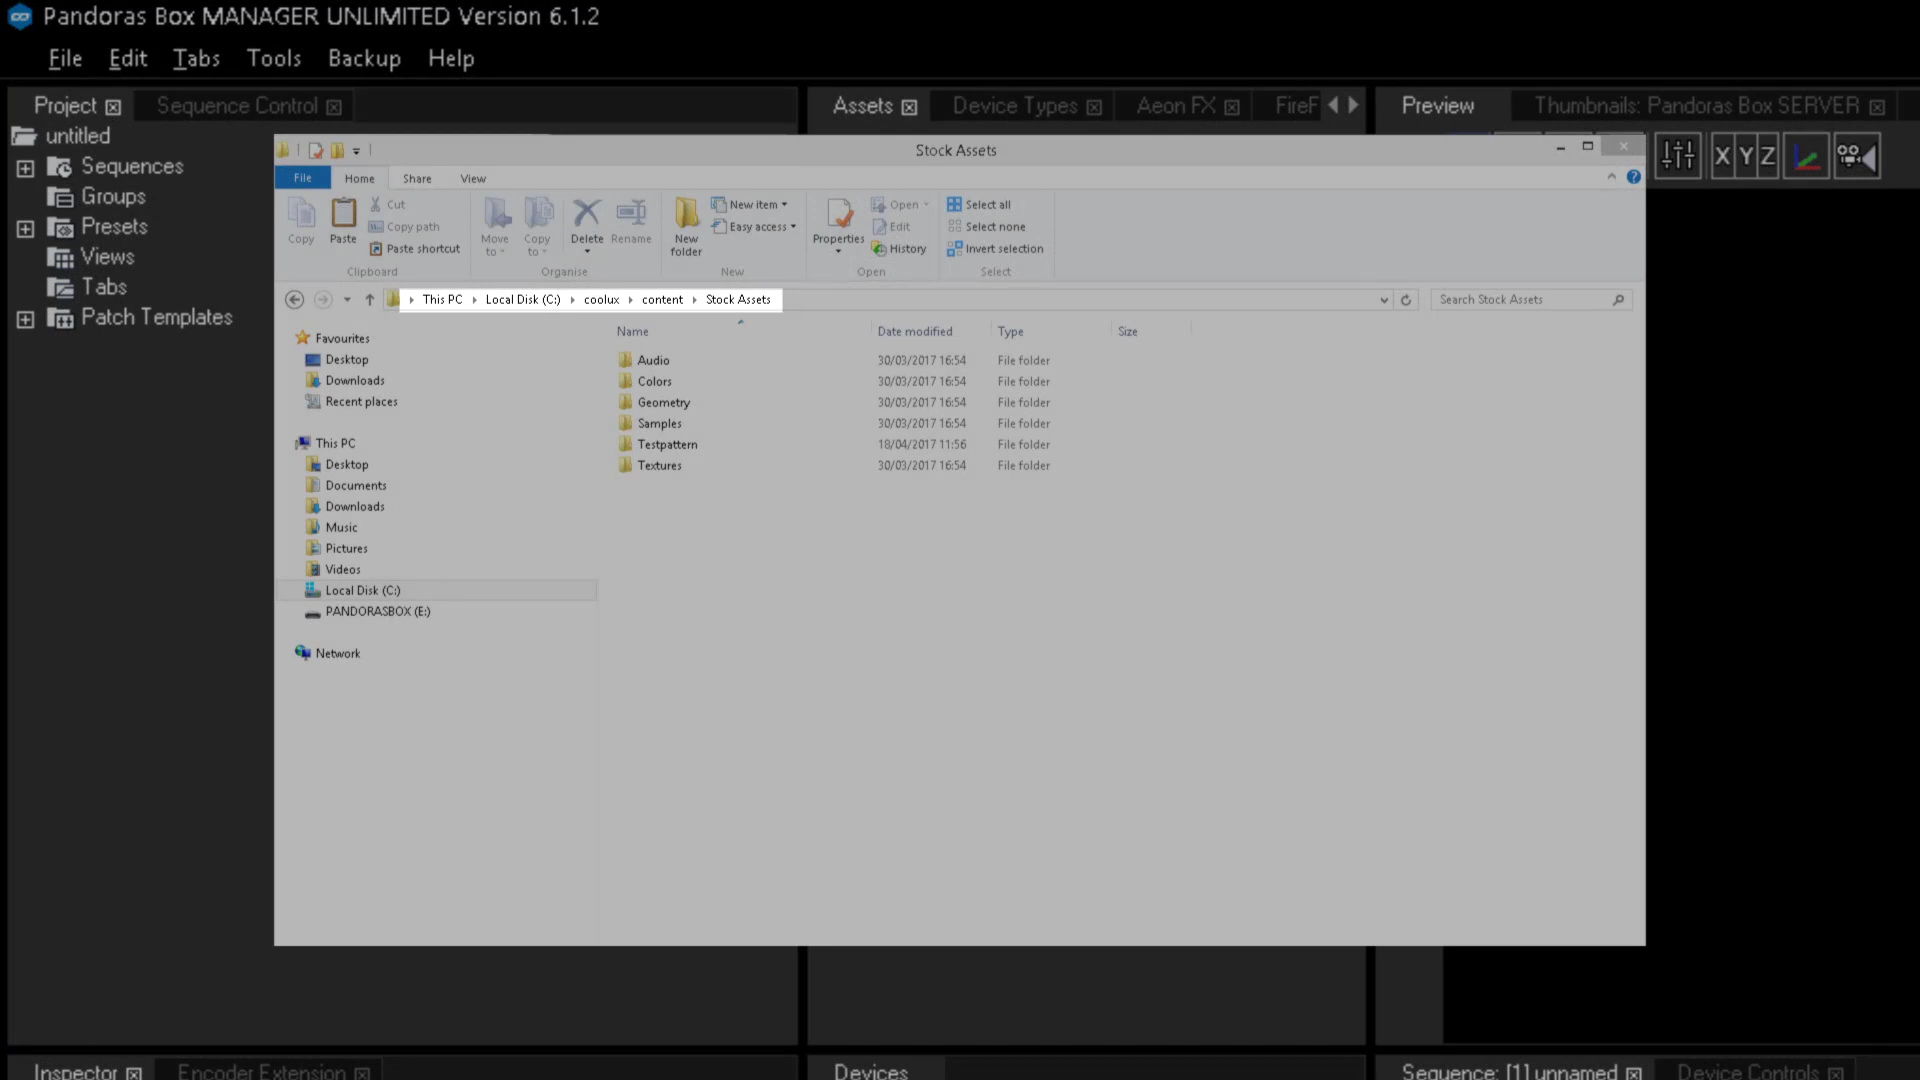 Pandoras Box MANAGER UNLIMITED Version 6.1.2
File Edit Tabs Tools Backup Help
Project Sequence Control Assets Device Types Aeon FX FireF Preview Thumbnails: Pandoras Box SERVER
untitled
Sequences
Groups
Presets
Views
Tabs
Patch Templates
Stock Assets
File Home Share View
Copy
Paste
Cut
Copy path
Paste shortcut
Clipboard
Move to
Copy to
Delete
Rename
Organise
New folder
New item
Easy access
New
Properties
Open
Edit
History
Open
Select all
Select none
Invert selection
Select
This PC Local Disk (C:) coolux content Stock Assets
Search Stock Assets
Favourites
Desktop
Downloads
Recent places
This PC
Desktop
Documents
Downloads
Music
Pictures
Videos
Local Disk (C:)
PANDORASBOX (E:)
Network
Name Date modified Type Size
Audio 30/03/2017 16:54 File folder
Colors 30/03/2017 16:54 File folder
Geometry 30/03/2017 16:54 File folder
Samples 30/03/2017 16:54 File folder
Testpattern 18/04/2017 11:56 File folder
Textures 30/03/2017 16:54 File folder
X Y Z
Inspector Encoder Extension Devices Sequence: [1] unnamed Device Controls